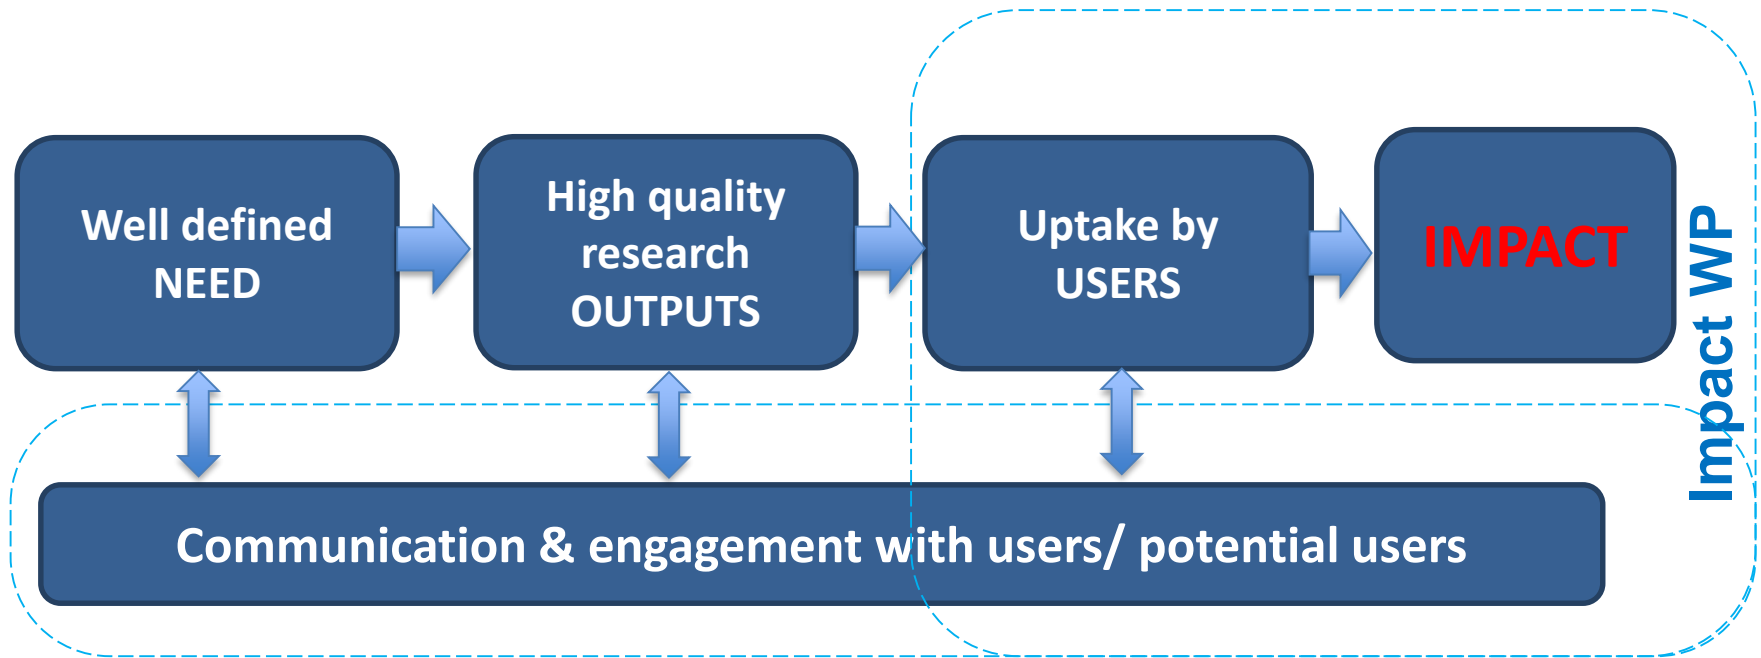 Well defined
NEED
High quality
research
OUTPUTS
Uptake by
USERS
IMPACT
Impact WP
Communication & engagement with users/ potential users